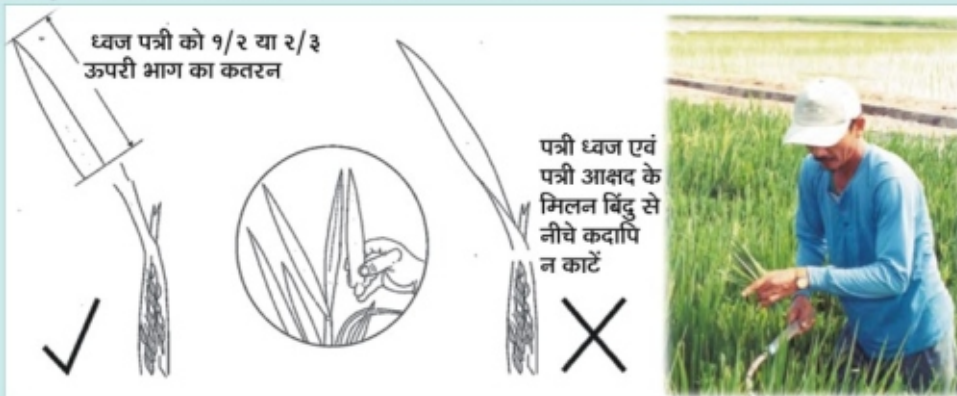 ध्वज पत्री को १/२ या २/३
ऊपरी भाग का कतरन
पत्री ध्वज एवं
पत्री आक्षद के
मिलन बिंदु से
नीचे कदापि
न काटें